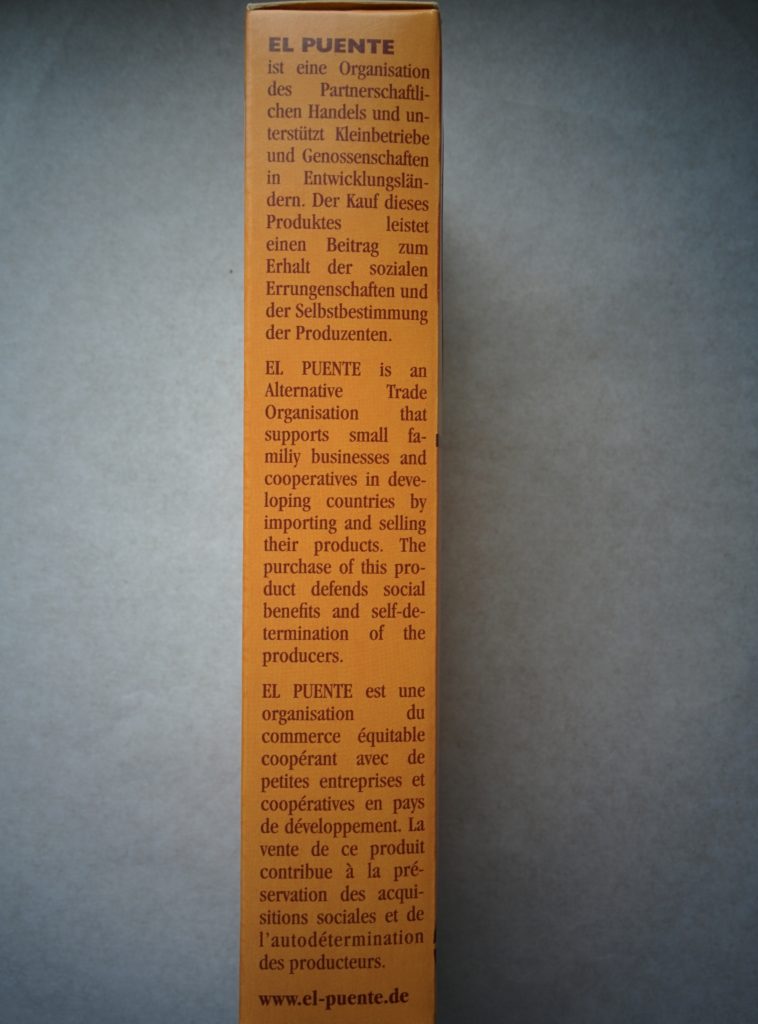 EL PUENTE
ist eine Organisation
des Partnerschaftli-
chen Handels und un-
terstützt Kleinbetriebe
und Genossenschaften
in Entwicklungslän-
dern. Der Kauf dieses
Produktes leistet
einen Beitrag zum
Erhalt der sozialen
Errungenschaften und
der Selbstbestimmung
der Produzenten.
EL PUENTE is an
Alternative Trade
Organisation that
supports small fa-
miliy businesses and
cooperatives in deve-
loping countries by
importing and selling
their products. The
purchase of this pro-
duct defends social
benefits and self-de-
termination of the
producers.
EL PUENTE est une
organisation du
commerce équitable
coopérant avec de
petites entreprises et
coopératives en pays
de développement. La
vente de ce produit
contribue à la pré-
servation des acqui-
sitions sociales et de
l'autodétermination
des producteurs.
www.el-puente.de